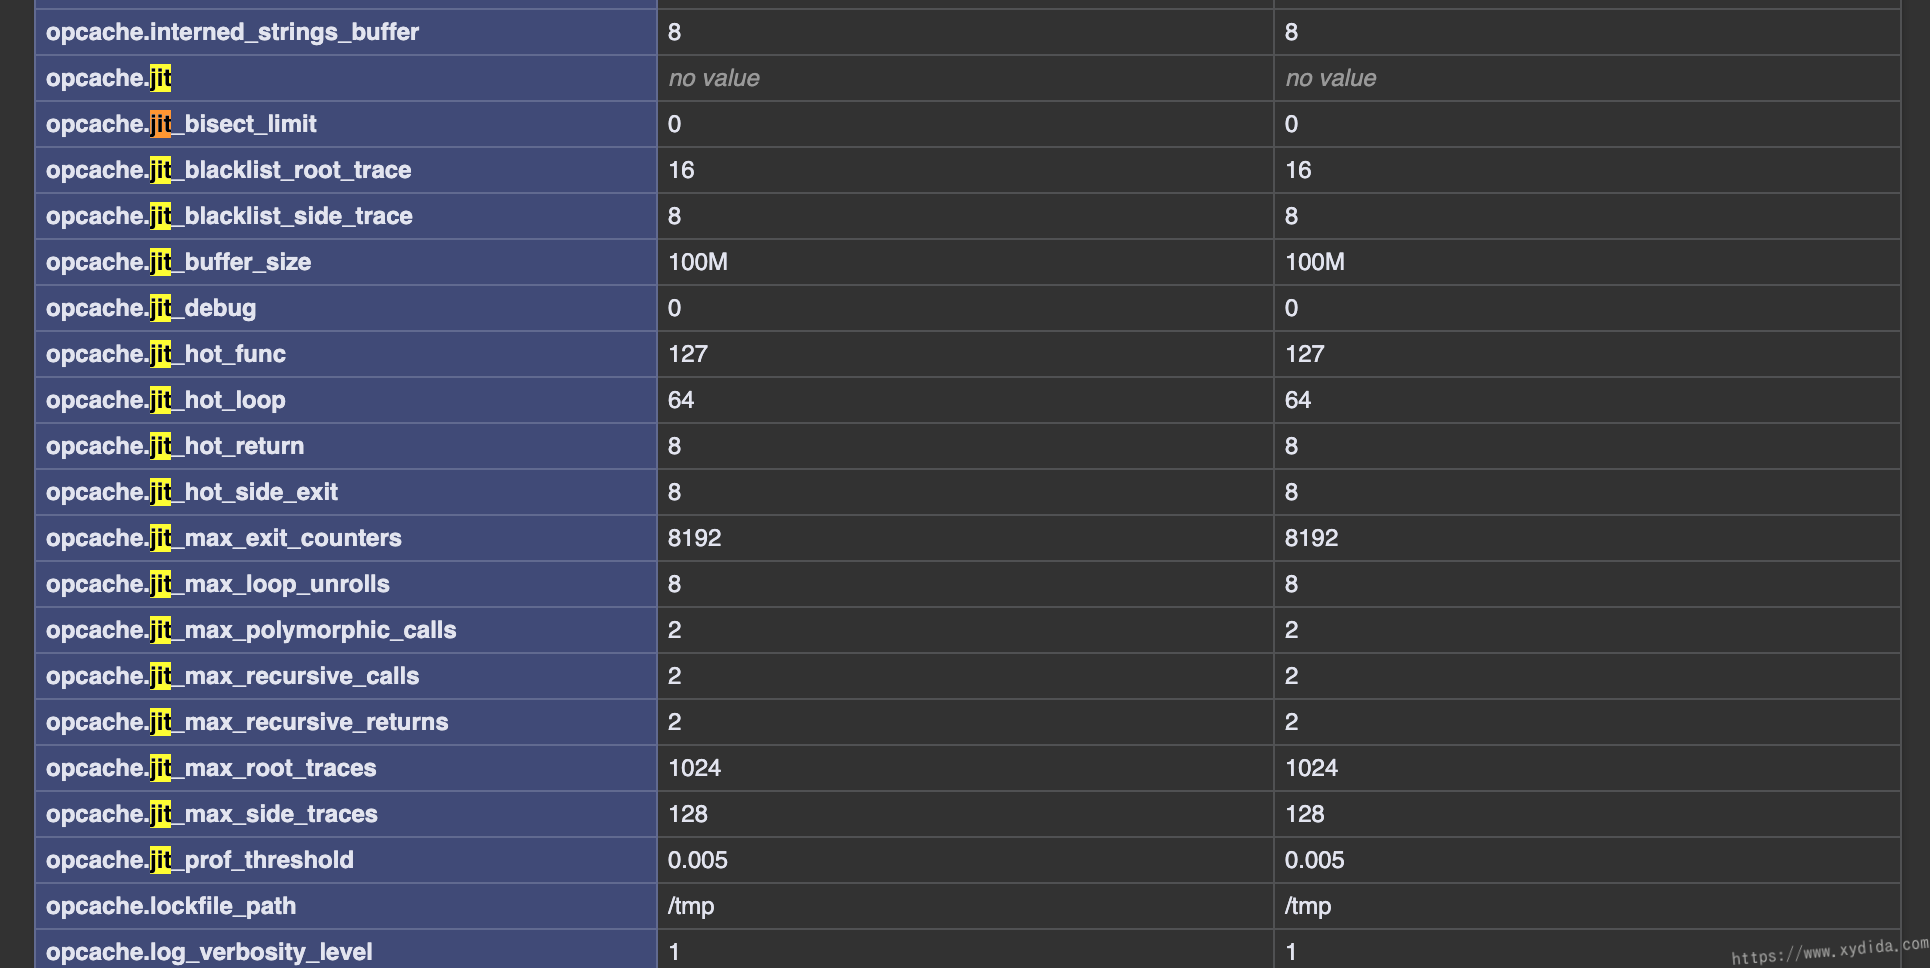 opcache.interned_strings_buffer 8 8
opcache.jit no value no value
opcache.jit_bisect_limit 0 0
opcache.jit_blacklist_root_trace 16 16
opcache.jit_blacklist_side_trace 8 8
opcache.jit_buffer_size 100M 100M
opcache.jit_debug 0 0
opcache.jit_hot_func 127 127
opcache.jit_hot_loop 64 64
opcache.jit_hot_return 8 8
opcache.jit_hot_side_exit 8 8
opcache.jit_max_exit_counters 8192 8192
opcache.jit_max_loop_unrolls 8 8
opcache.jit_max_polymorphic_calls 2 2
opcache.jit_max_recursive_calls 2 2
opcache.jit_max_recursive_returns 2 2
opcache.jit_max_root_traces 1024 1024
opcache.jit_max_side_traces 128 128
opcache.jit_prof_threshold 0.005 0.005
opcache.lockfile_path /tmp /tmp
opcache.log_verbosity_level 1 1
https://www.xydida.com